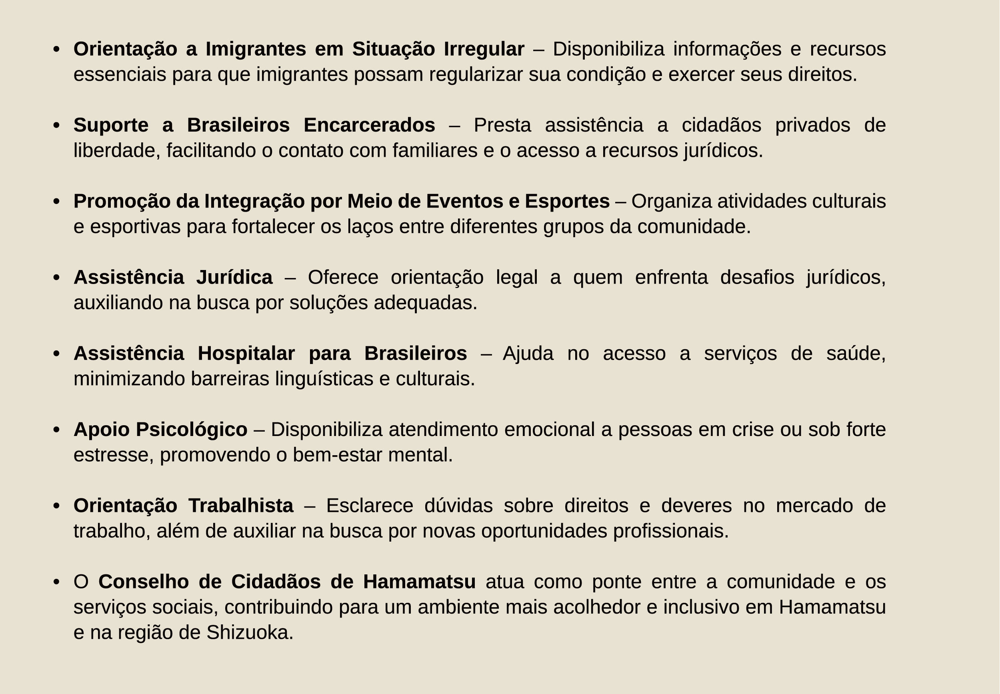 • Orientação a Imigrantes em Situação Irregular – Disponibiliza informações e recursos
essenciais para que imigrantes possam regularizar sua condição e exercer seus direitos.
• Suporte a Brasileiros Encarcerados – Presta assistência a cidadãos privados de
liberdade, facilitando o contato com familiares e o acesso a recursos jurídicos.
• Promoção da Integração por Meio de Eventos e Esportes – Organiza atividades culturais
e esportivas para fortalecer os laços entre diferentes grupos da comunidade.
• Assistência Jurídica – Oferece orientação legal a quem enfrenta desafios jurídicos,
auxiliando na busca por soluções adequadas.
• Assistência Hospitalar para Brasileiros – Ajuda no acesso a serviços de saúde,
minimizando barreiras linguísticas e culturais.
• Apoio Psicológico – Disponibiliza atendimento emocional a pessoas em crise ou sob forte
estresse, promovendo o bem-estar mental.
• Orientação Trabalhista – Esclarece dúvidas sobre direitos e deveres no mercado de
trabalho, além de auxiliar na busca por novas oportunidades profissionais.
• O Conselho de Cidadãos de Hamamatsu atua como ponte entre a comunidade e os
serviços sociais, contribuindo para um ambiente mais acolhedor e inclusivo em Hamamatsu
e na região de Shizuoka.